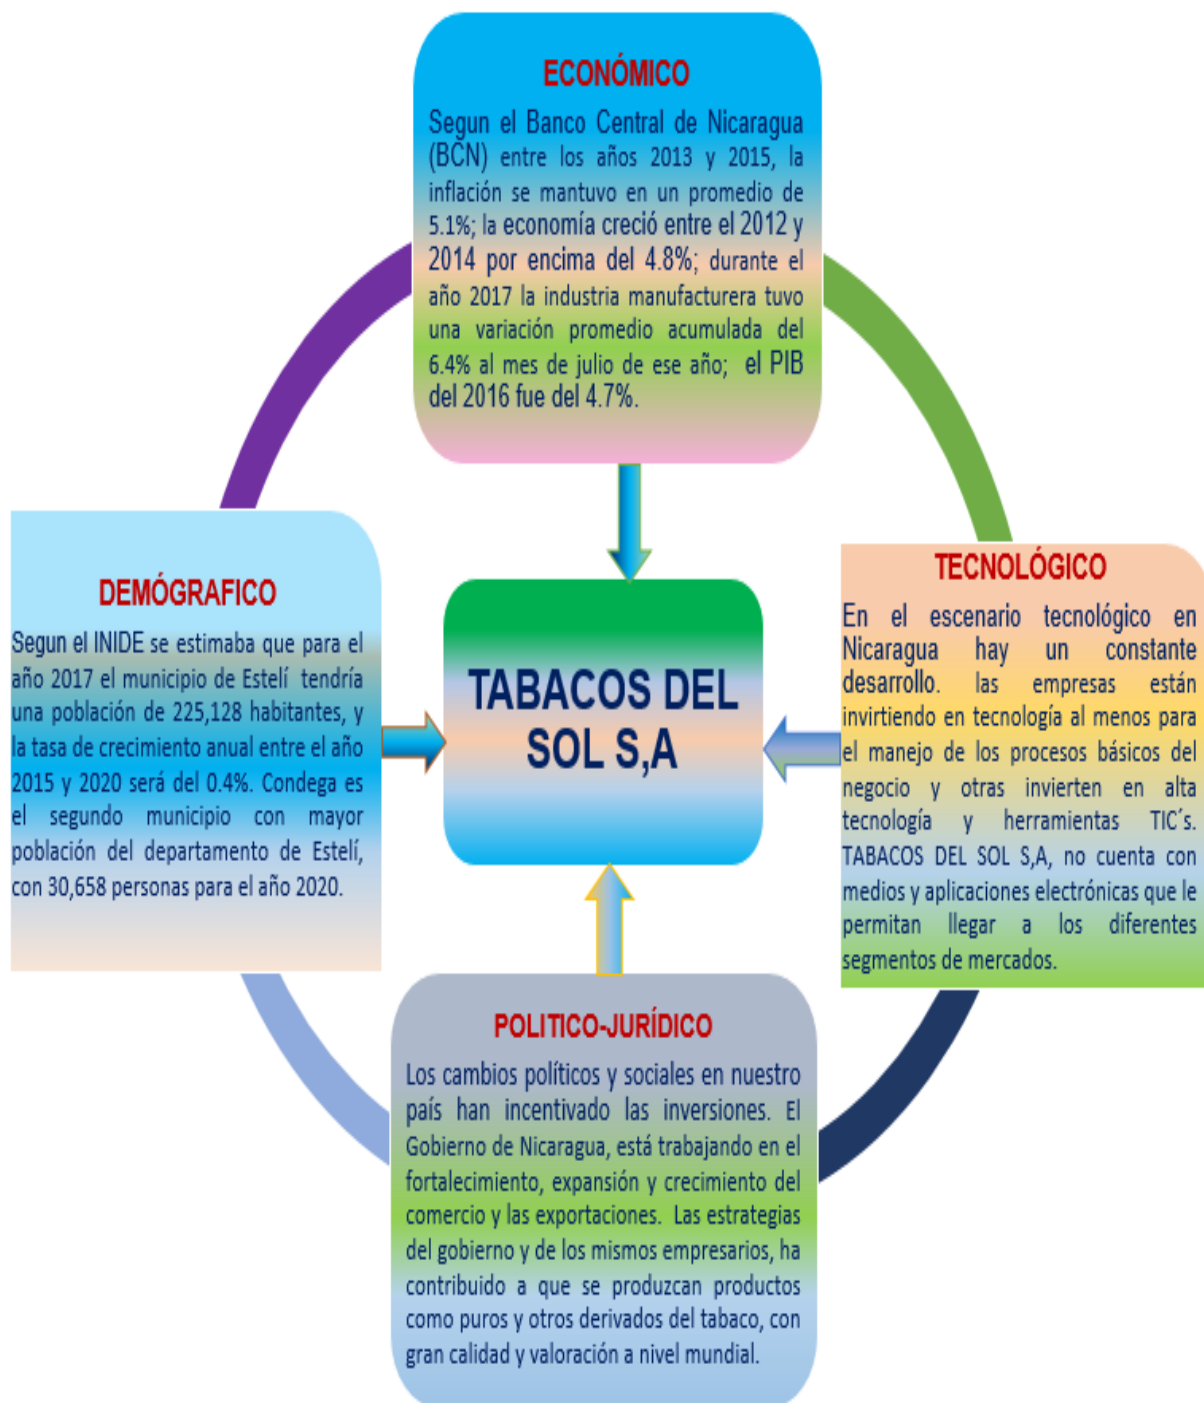 ECONÓMICO
Segun el Banco Central de Nicaragua
(BCN) entre los años 2013 y 2015, la
inflación se mantuvo en un promedio de
5.1%; la economía creció entre el 2012 y
2014 por encima del 4.8%; durante el
año 2017 la industria manufacturera tuvo
una variación promedio acumulada del
6.4% al mes de julio de ese año; el PIB
del 2016 fue del 4.7%.
DEMÓGRAFICO
Segun el INIDE se estimaba que para el
año 2017 el municipio de Estelí tendría
una población de 225,128 habitantes, y
la tasa de crecimiento anual entre el año
2015 y 2020 será del 0.4%. Condega es
el segundo municipio con mayor
población del departamento de Estelí,
con 30,658 personas para el año 2020.
TABACOS DEL
SOL S,A
TECNOLÓGICO
En el escenario tecnológico en
Nicaragua hay un constante
desarrollo. las empresas están
invirtiendo en tecnología al menos para
el manejo de los procesos básicos del
negocio y otras invierten en alta
tecnología y herramientas TIC´s.
TABACOS DEL SOL S,A, no cuenta con
medios y aplicaciones electrónicas que le
permitan llegar a los diferentes
segmentos de mercados.
POLITICO-JURÍDICO
Los cambios políticos y sociales en nuestro
país han incentivado las inversiones. El
Gobierno de Nicaragua, está trabajando en el
fortalecimiento, expansión y crecimiento del
comercio y las exportaciones. Las estrategias
del gobierno y de los mismos empresarios, ha
contribuido a que se produzcan productos
como puros y otros derivados del tabaco, con
gran calidad y valoración a nivel mundial.